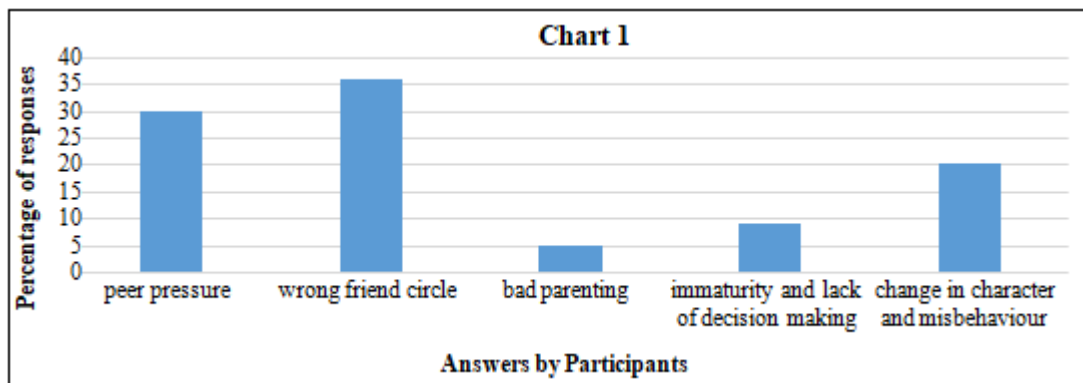 Chart 1
Percentage of responses
40
35
30
25
20
15
10
5
0
peer pressure
wrong friend circle
bad parenting
immaturity and lack
of decision making
change in character
and misbehaviour
Answers by Participants